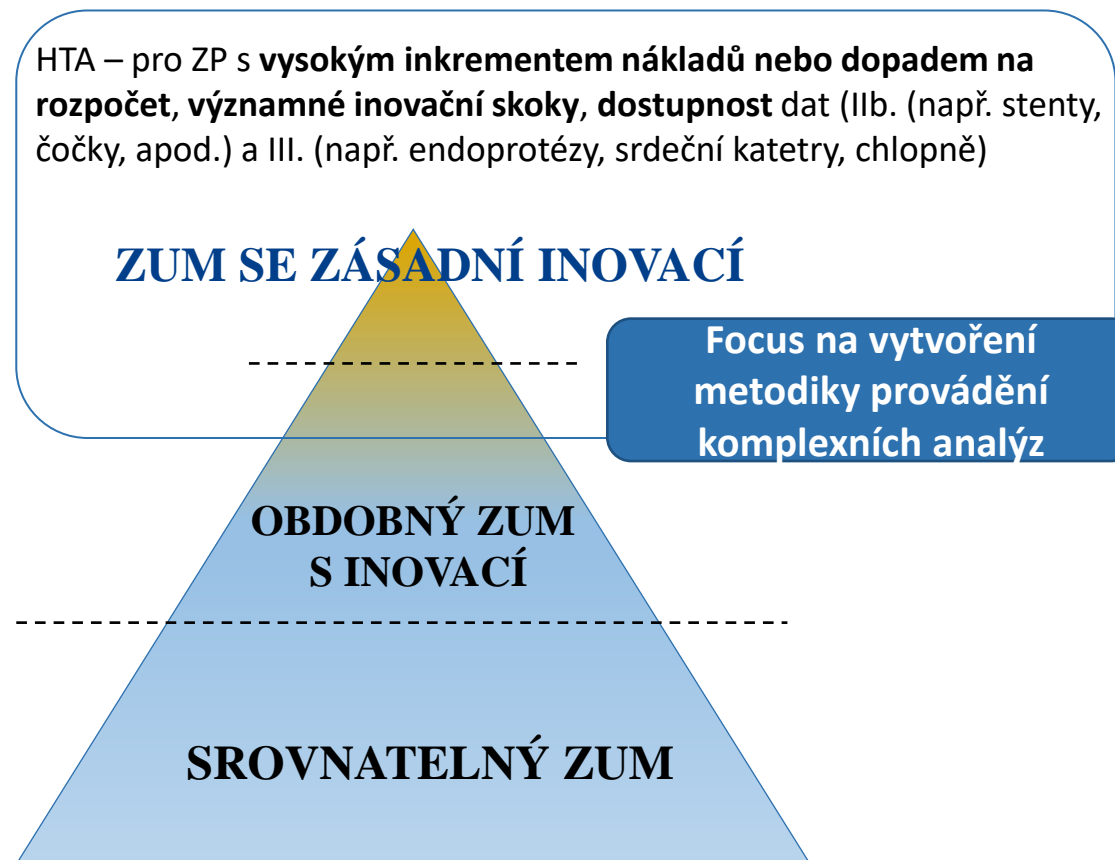 HTA – pro ZP s vysokým inkrementem nákladů nebo dopadem na
rozpočet, významné inovační skoky, dostupnost dat (IIb. (např. stenty,
čočky, apod.) a III. (např. endoprotézy, srdeční katetry, chlopně)
ZUM SE ZÁSADNÍ INOVACÍ
Focus na vytvoření
metodiky provádění
komplexních analýz
OBDOBNÝ ZUM
S INOVACÍ
SROVNATELNÝ ZUM